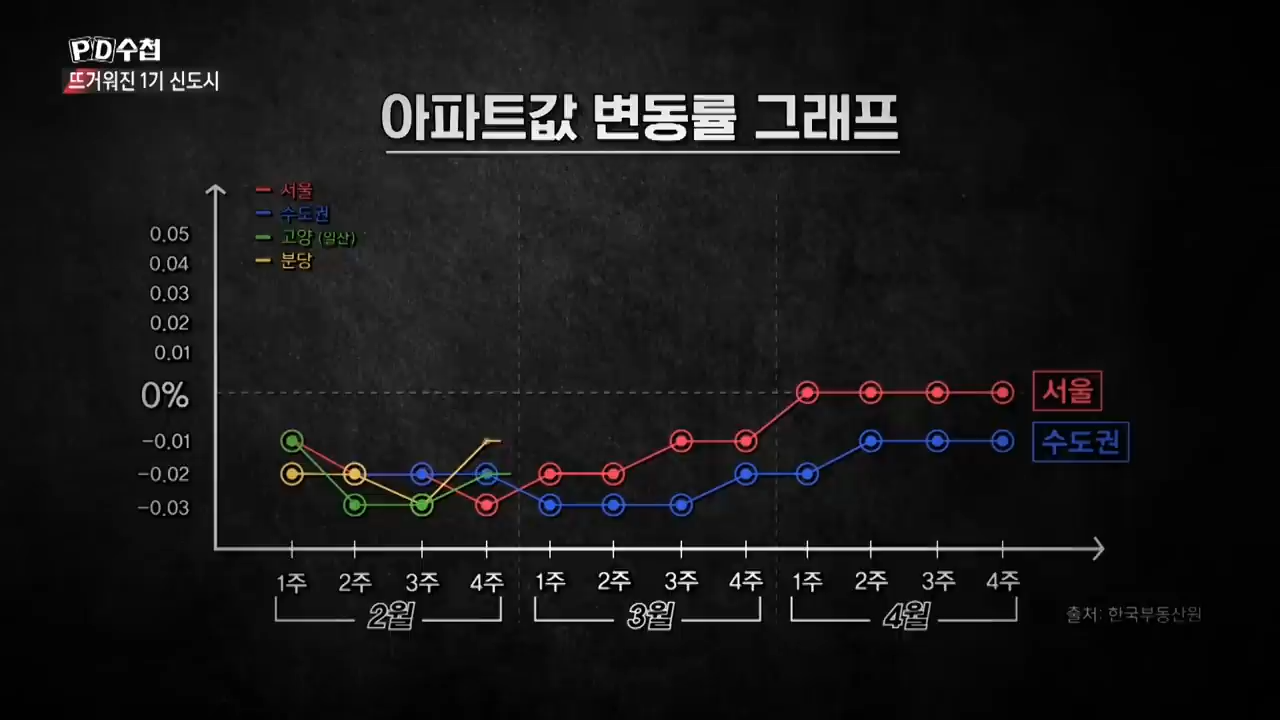 PD수첩
뜨거워진 1기 신도시
아파트값 변동률 그래프
서울
수도권
고양 (일산)
분당
0.05
0.04
0.03
0.02
0.01
0%
-0.01
-0.02
-0.03
서울
수도권
1주 2주 3주 4주 1주 2주 3주 4주 1주 2주 3주 4주
2월 3월 4월
출처: 한국부동산원